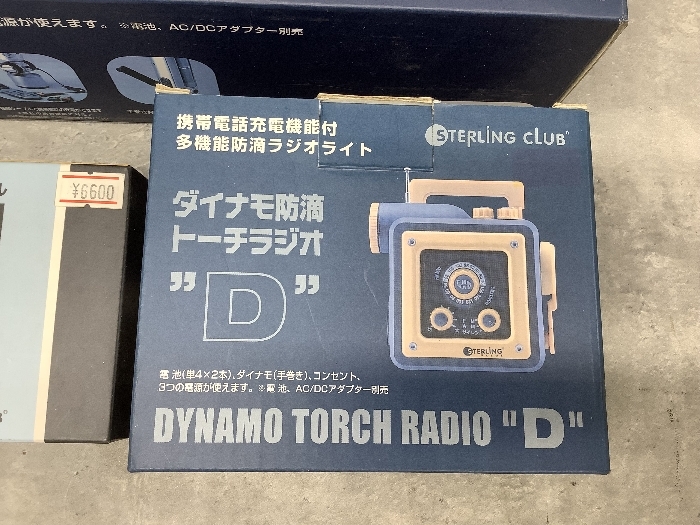 源が使えます。※電池、AC/DCアダプター別売
¥6600
携帯電話充電機能付
多機能防滴ラジオライト
STERLING CLUB
ダイナモ防滴
トーチラジオ
"D"
STERLING
電池(単4×2本)、ダイナモ(手巻き)、コンセント、
3つの電源が使えます。※電池、AC/DCアダプター別売
DYNAMO TORCH RADIO "D"